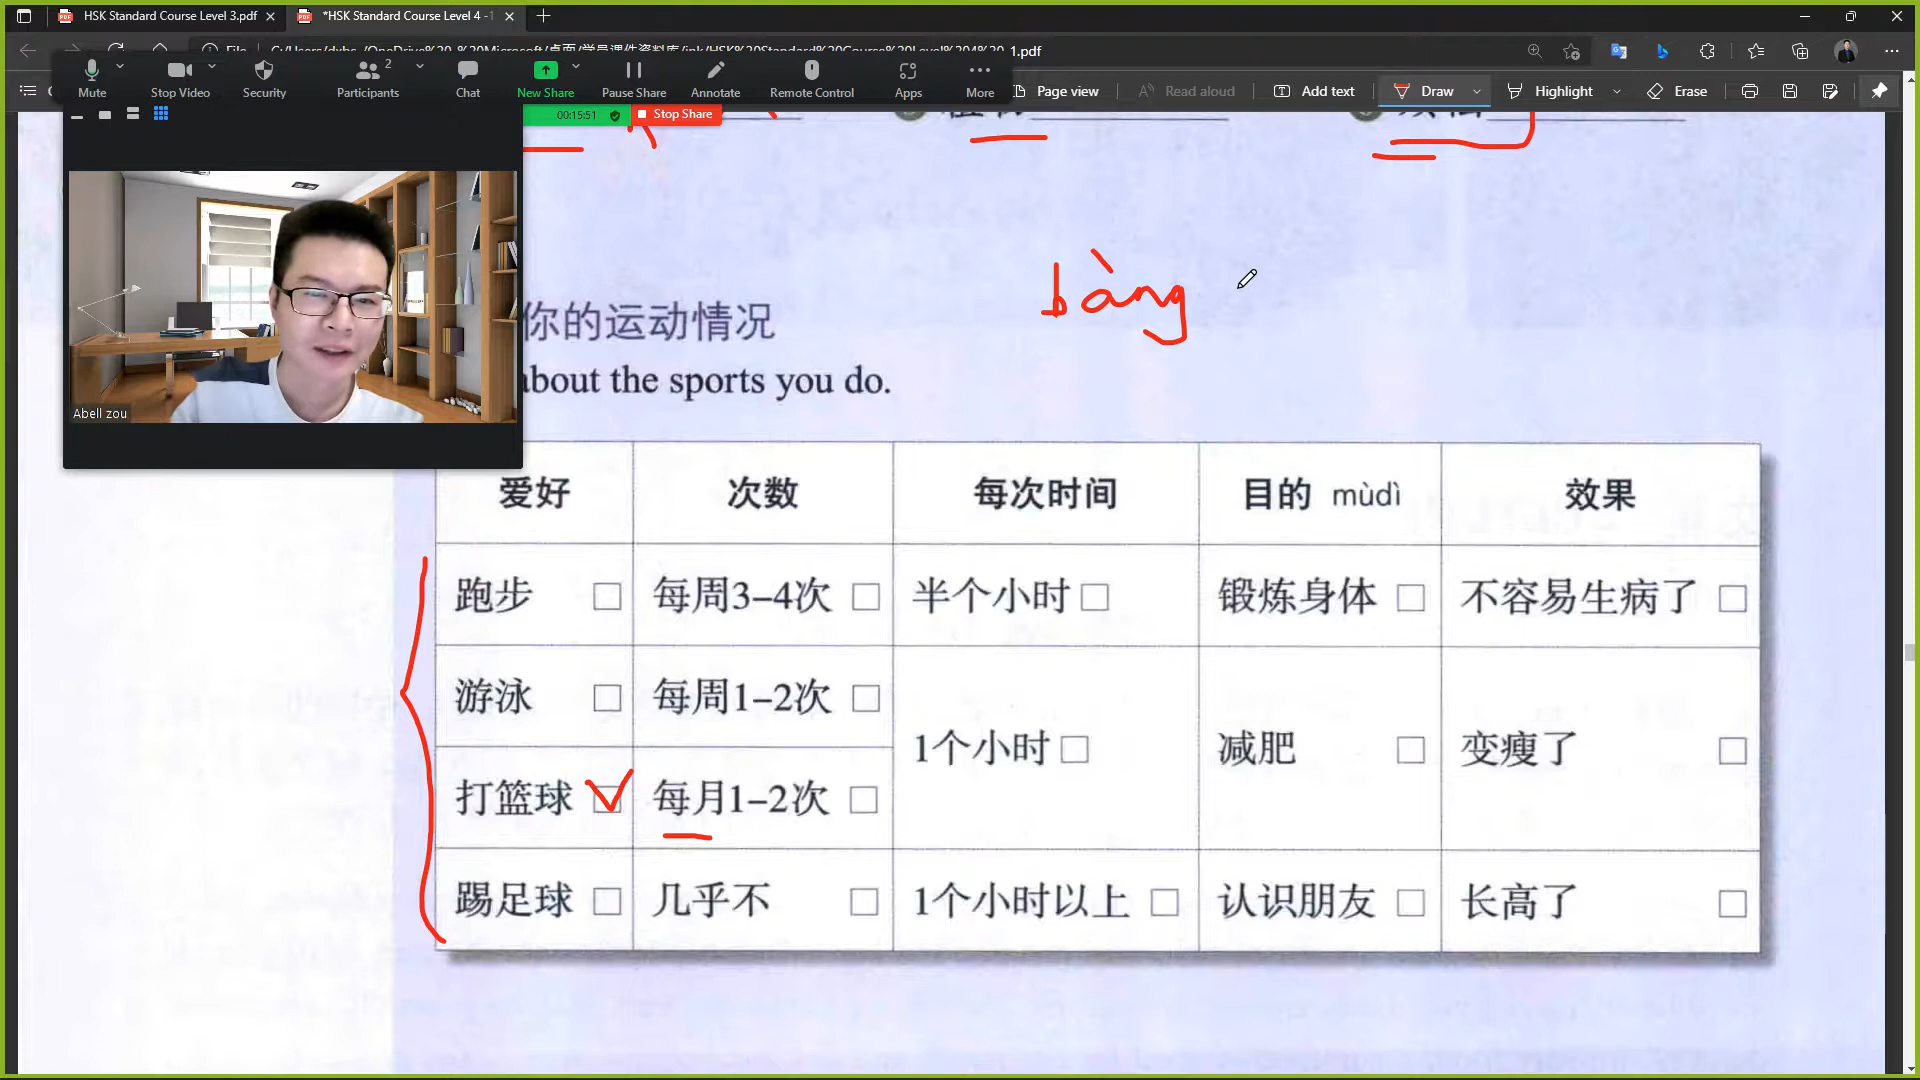 HSK Standard Course Level 3.pdf
*HSK Standard Course Level 4 -1
File
1.pdf
Mute
Stop Video
Security
2
Participants
Chat
New Share
Pause Share
Annotate
Remote Control
Apps
More
Page view
Read aloud
Add text
Draw
Highlight
Erase
00:15:51
Stop Share
Abell zou
bàng
你的运动情况
about the sports you do.
爱好 次数 每次时间 目的 mùdì 效果
跑步 每周3-4次 半个小时 锻炼身体 不容易生病了
游泳 每周1-2次
1个小时 减肥 变瘦了
打篮球 每月1-2次
踢足球 几乎不 1个小时以上 认识朋友 长高了